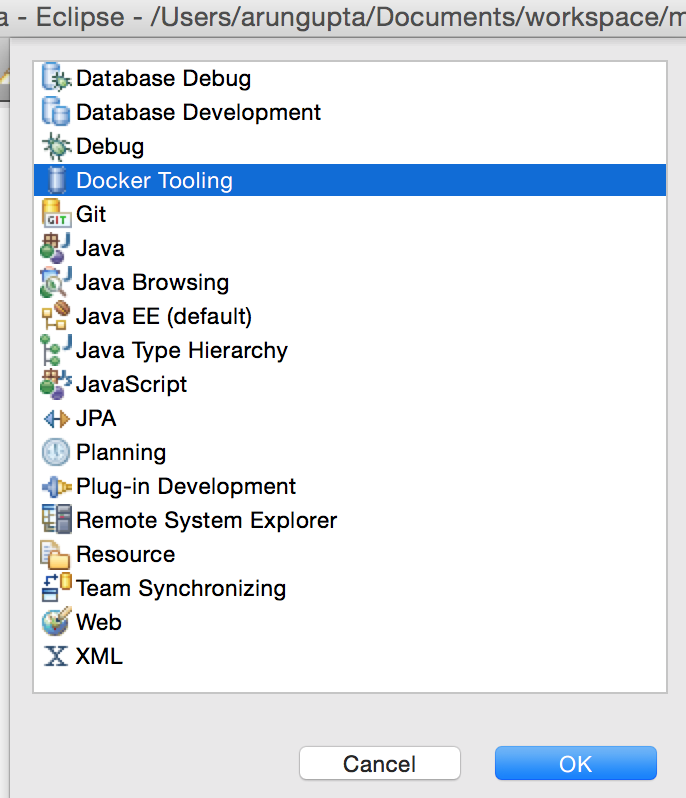 a - Eclipse - /Users/arungupta/Documents/workspace/m
Database Debug
Database Development
Debug
Docker Tooling
GIT Git
Java
Java Browsing
Java EE (default)
Java Type Hierarchy
JavaScript
JPA
Planning
Plug-in Development
Remote System Explorer
Resource
Team Synchronizing
Web
XML
Cancel OK